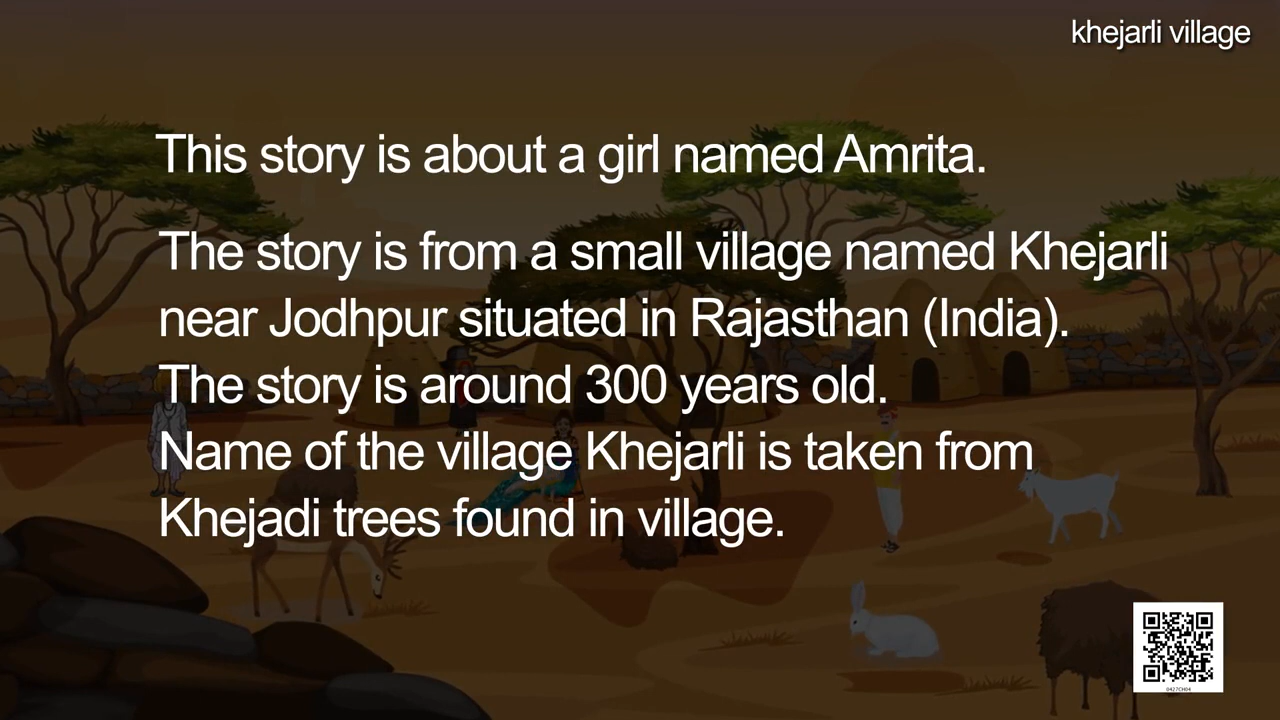 khejarli village
This story is about a girl named Amrita.
The story is from a small village named Khejarli
near Jodhpur situated in Rajasthan (India).
The story is around 300 years old.
Name of the village Khejarli is taken from
Khejadi trees found in village.
0427CH04